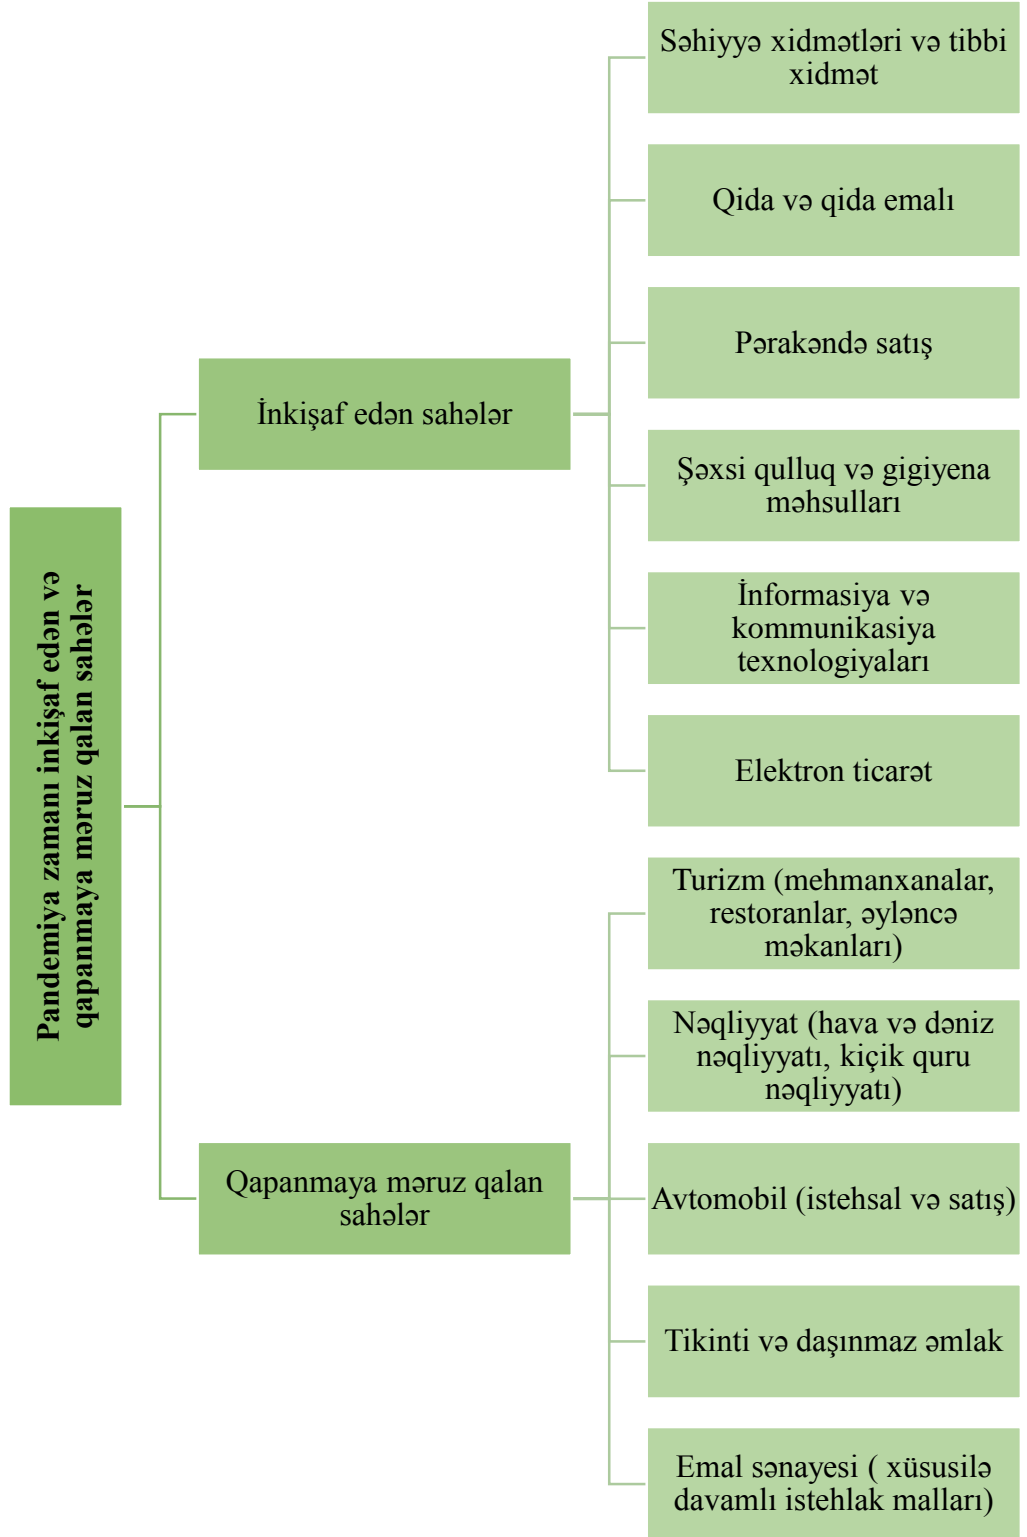 Pandemiya zamanı inkişaf edən və
qapanmaya məruz qalan sahələr
İnkişaf edən sahələr
Səhiyyə xidmətləri və tibbi
xidmət
Qida və qida emalı
Pərakəndə satış
Şəxsi qulluq və gigiyena
məhsulları
İnformasiya və
kommunikasiya
texnologiyaları
Elektron ticarət
Qapanmaya məruz qalan
sahələr
Turizm (mehmanxanalar,
restoranlar, əyləncə
məkanları)
Nəqliyyat (hava və dəniz
nəqliyyatı, kiçik quru
nəqliyyatı)
Avtomobil (istehsal və satış)
Tikinti və daşınmaz əmlak
Emal sənayesi ( xüsusilə
davamlı istehlak malları)